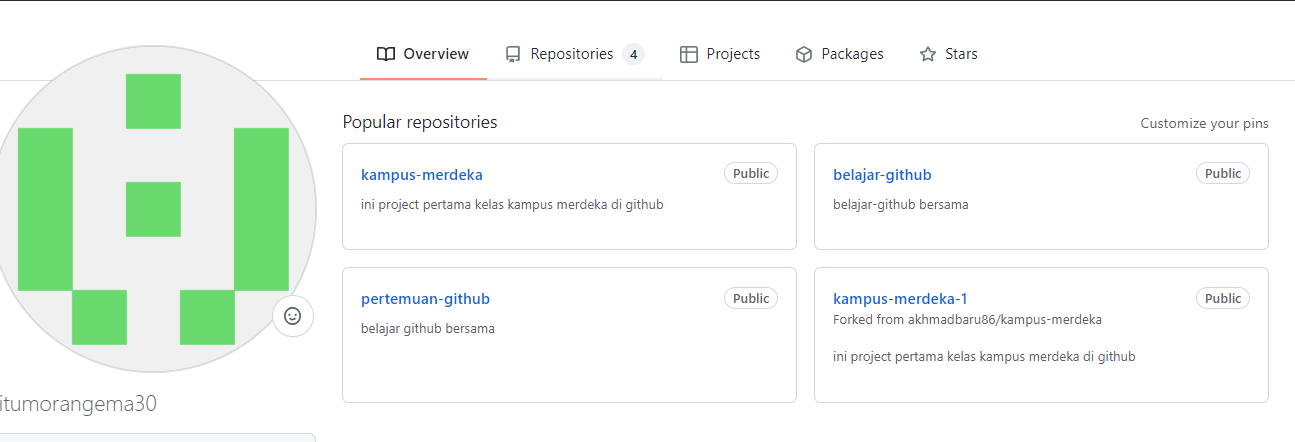 Overview Repositories 4 Projects Packages Stars
Popular repositories Customize your pins
kampus-merdeka Public
ini project pertama kelas kampus merdeka di github
belajar-github Public
belajar-github bersama
pertemuan-github Public
belajar github bersama
kampus-merdeka-1 Public
Forked from akhmadbaru86/kampus-merdeka
ini project pertama kelas kampus merdeka di github
itumorangema30